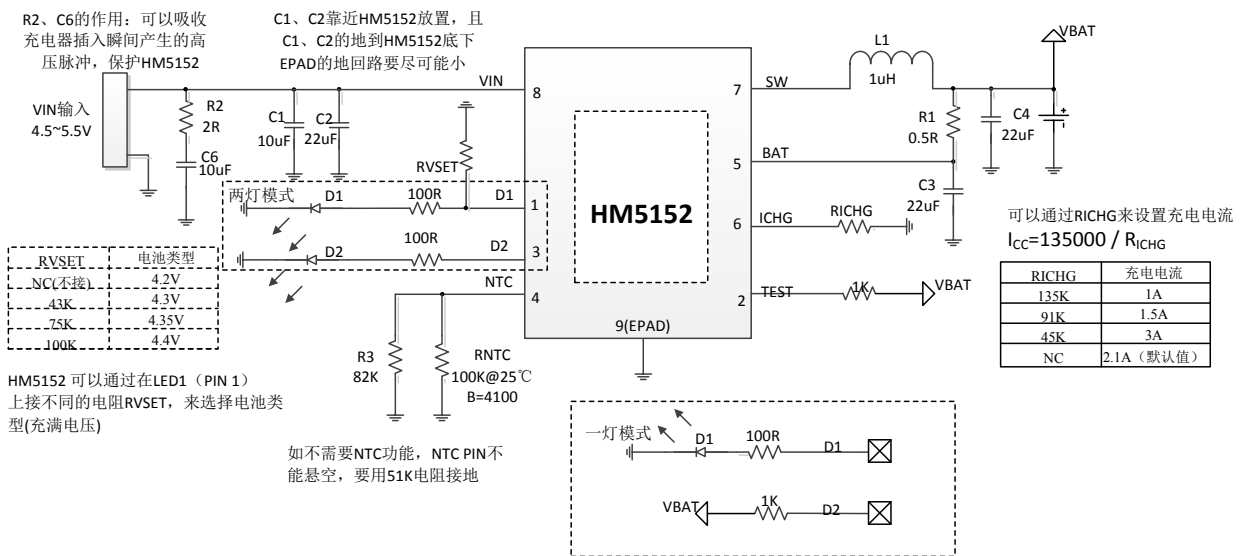 R2、C6的作用：可以吸收
充电器插入瞬间产生的高
压脉冲，保护HM5152
C1、C2靠近HM5152放置，且
C1、C2的地到HM5152底下
EPAD的地回路要尽可能小
VIN输入
4.5~5.5V
R2
2R
C6
10uF
C1
10uF
C2
22uF
VIN
8
RVSET
两灯模式
D1
100R
D1
1
D2
100R
D2
3
NTC
4
HM5152
9(EPAD)
7
SW
L1
1uH
VBAT
R1
0.5R
C4
22uF
5
BAT
C3
22uF
6
ICHG
RICHG
2
TEST
1K
VBAT
RVSET 电池类型
NC(不接) 4.2V
43K 4.3V
75K 4.35V
100K 4.4V
HM5152 可以通过在LED1（PIN 1）
上接不同的电阻RVSET，来选择电池类
型(充满电压)
R3
82K
RNTC
100K@25℃
B=4100
如不需要NTC功能，NTC PIN不
能悬空，要用51K电阻接地
可以通过RICHG来设置充电电流
ICC=135000 / RICHG
RICHG 充电电流
135K 1A
91K 1.5A
45K 3A
NC 2.1A（默认值）
一灯模式
D1
100R
D1
VBAT
1K
D2